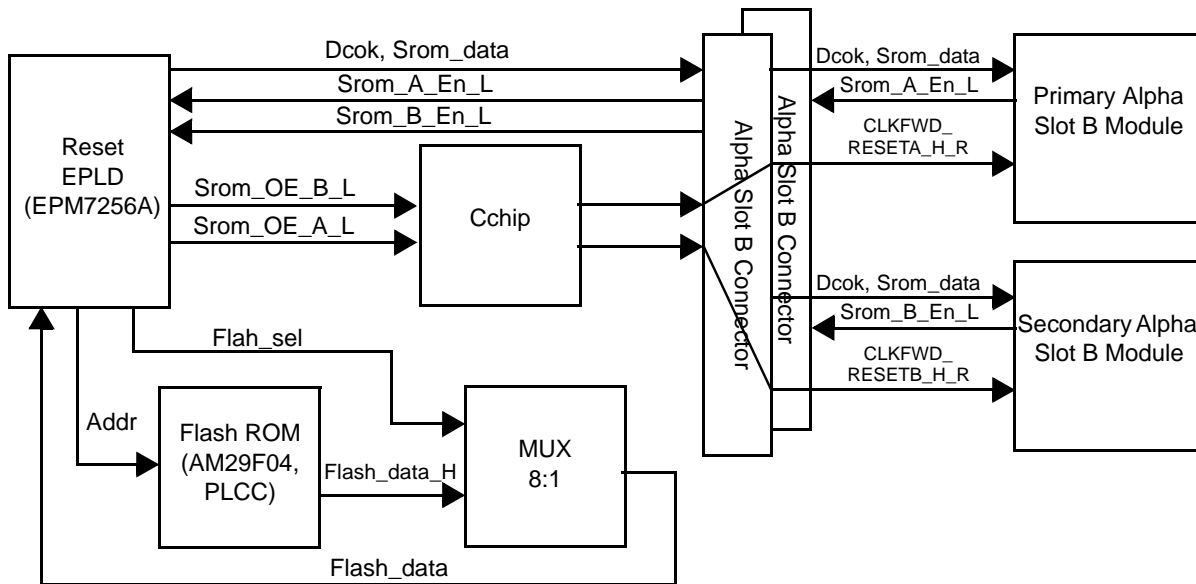 Dcok, Srom_data
Srom_A_En_L
Srom_B_En_L
Reset
EPLD
(EPM7256A)
Srom_OE_B_L
Srom_OE_A_L
Cchip
Alpha Slot B Connector
Alpha Slot B Connector
Dcok, Srom_data
Srom_A_En_L
CLKFWD_
RESETA_H_R
Primary Alpha
Slot B Module
Dcok, Srom_data
Srom_B_En_L
CLKFWD_
RESETB_H_R
Secondary Alpha
Slot B Module
Flah_sel
Addr
Flash ROM
(AM29F04,
PLCC)
Flash_data_H
MUX
8:1
Flash_data